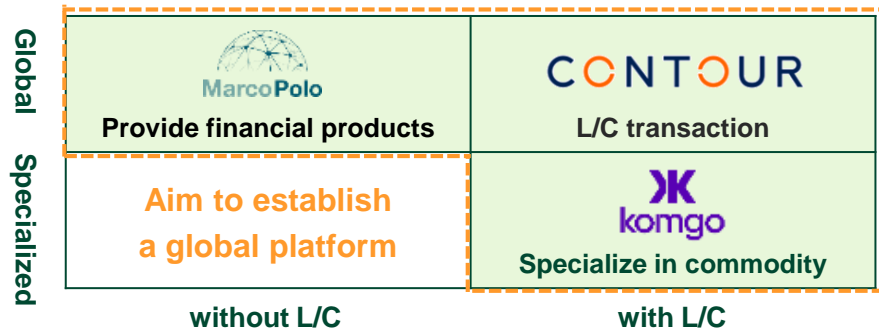 Global
MarcoPolo
Provide financial products
CONTOUR
L/C transaction
Specialized
Aim to establish
a global platform
komgo
Specialize in commodity
without L/C
with L/C